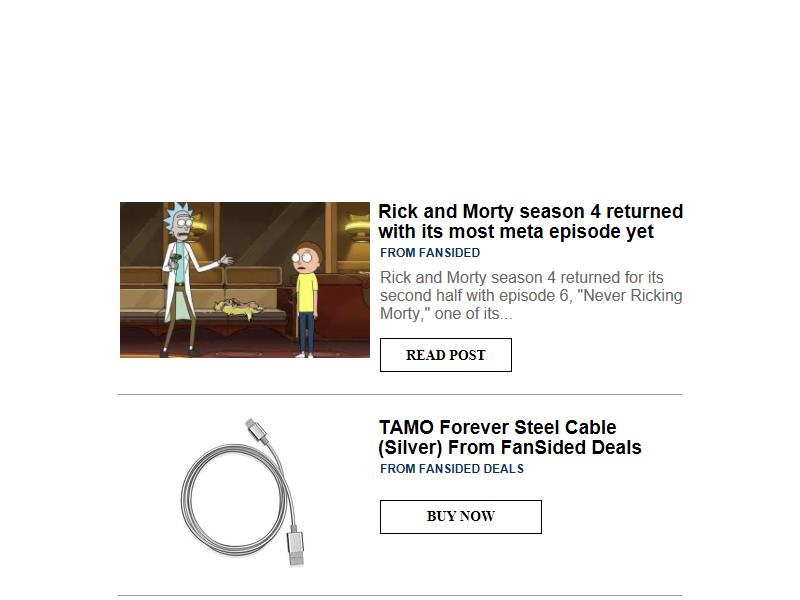 Rick and Morty season 4 returned
with its most meta episode yet
FROM FANSIDED
Rick and Morty season 4 returned for its
second half with episode 6, "Never Ricking
Morty," one of its...
READ POST
TAMO Forever Steel Cable
(Silver) From FanSided Deals
FROM FANSIDED DEALS
BUY NOW